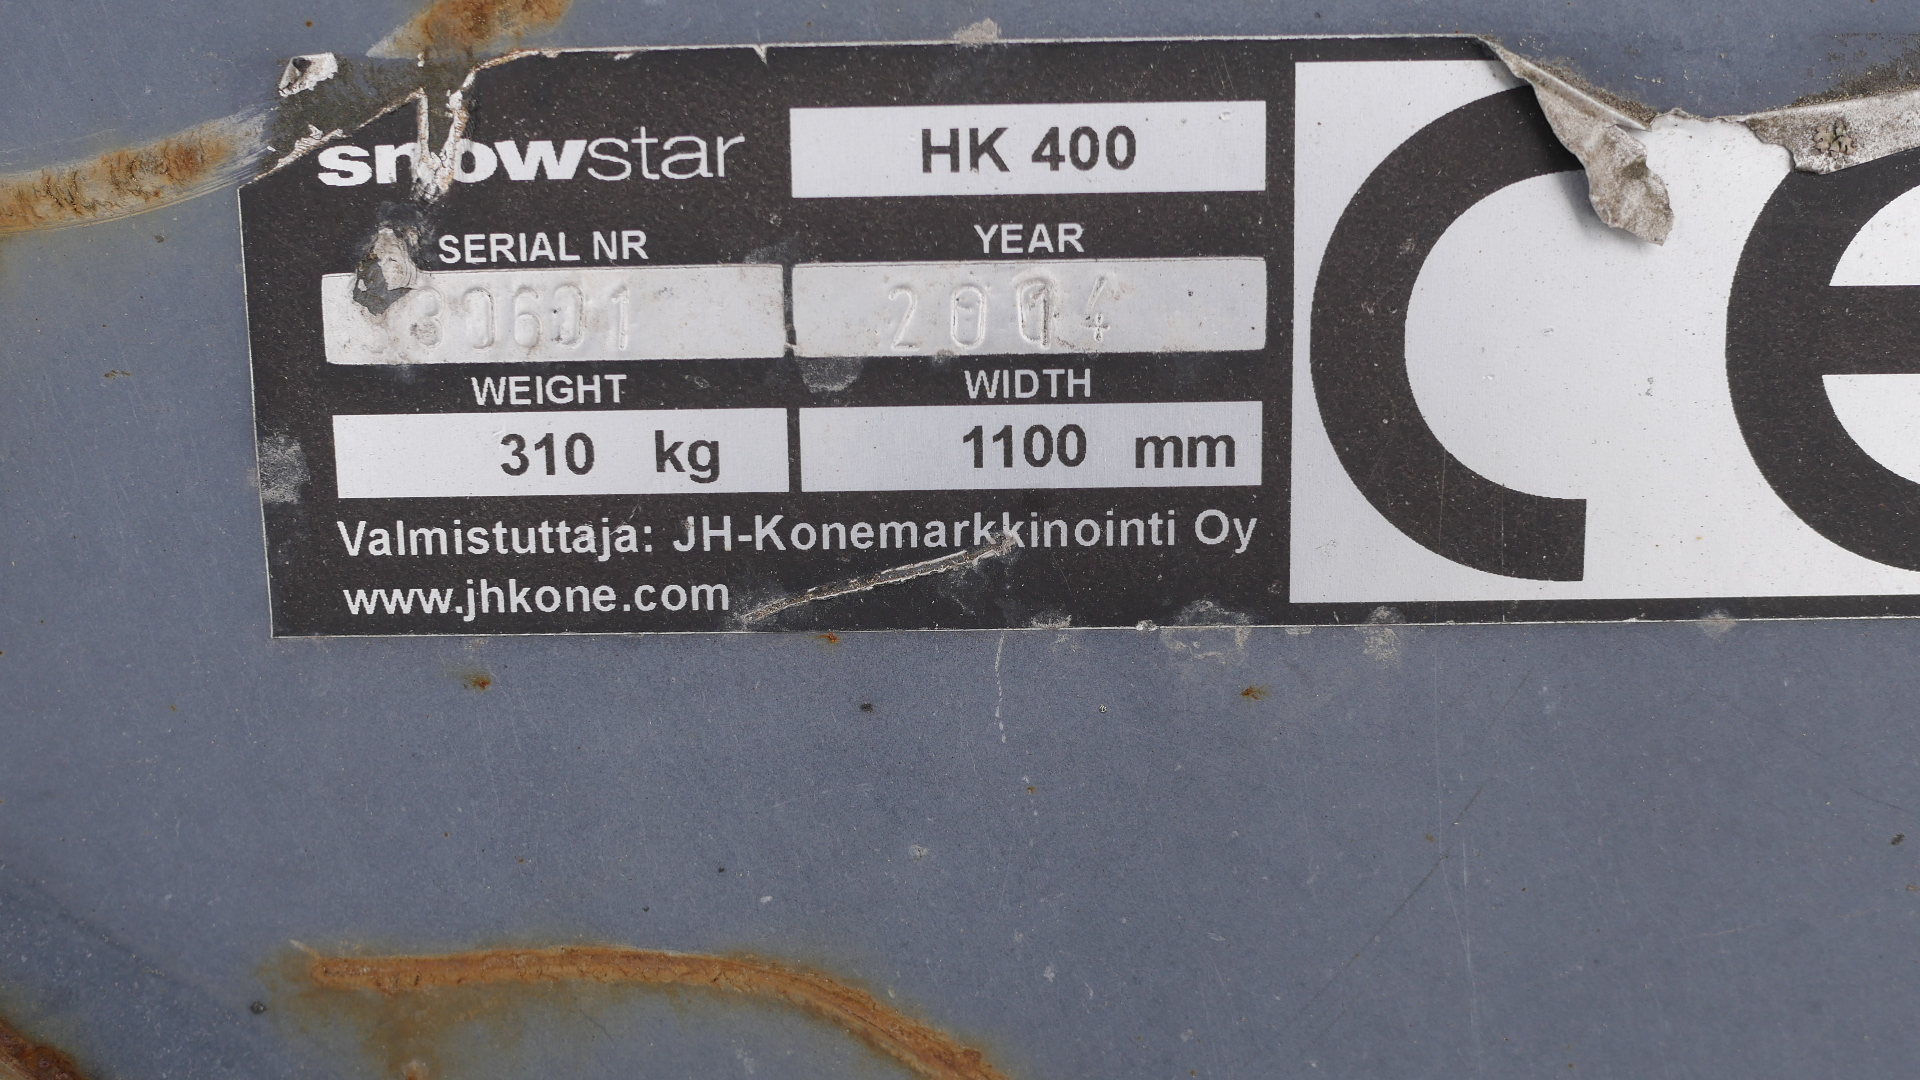 snowstar
HK 400
SERIAL NR
YEAR
30601
WEIGHT
WIDTH
310 kg
1100 mm
Valmistuttaja: JH-Konemarkkinointi Oy
www.jhkone.com
CE